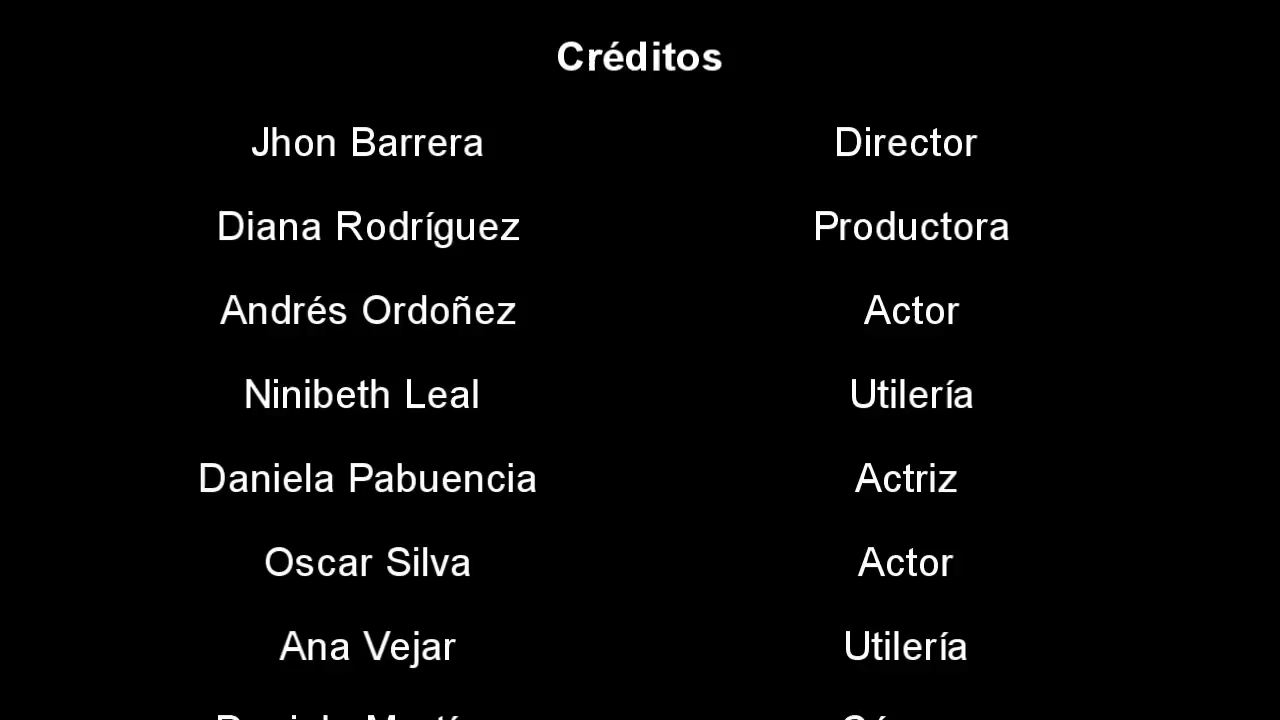 Créditos
Jhon Barrera Director
Diana Rodríguez Productora
Andrés Ordoñez Actor
Ninibeth Leal Utilería
Daniela Pabuencia Actriz
Oscar Silva Actor
Ana Vejar Utilería